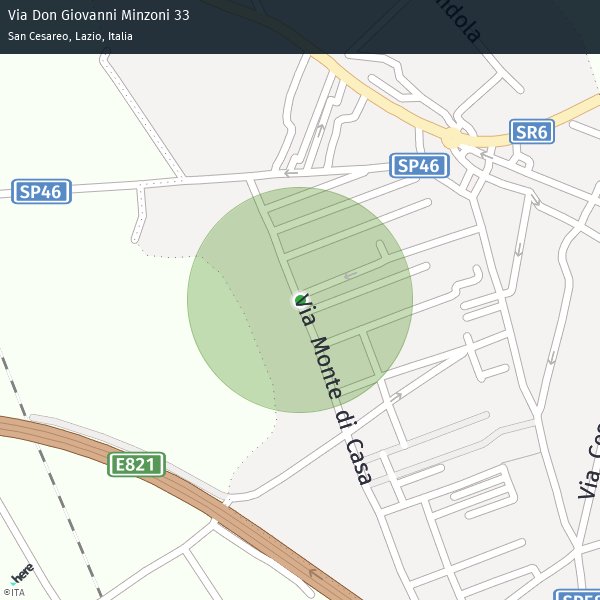 Via Don Giovanni Minzoni 33
San Cesareo, Lazio, Italia
SR6
SP46
SP46
Via Monte di Casa
E821
here
©ITA